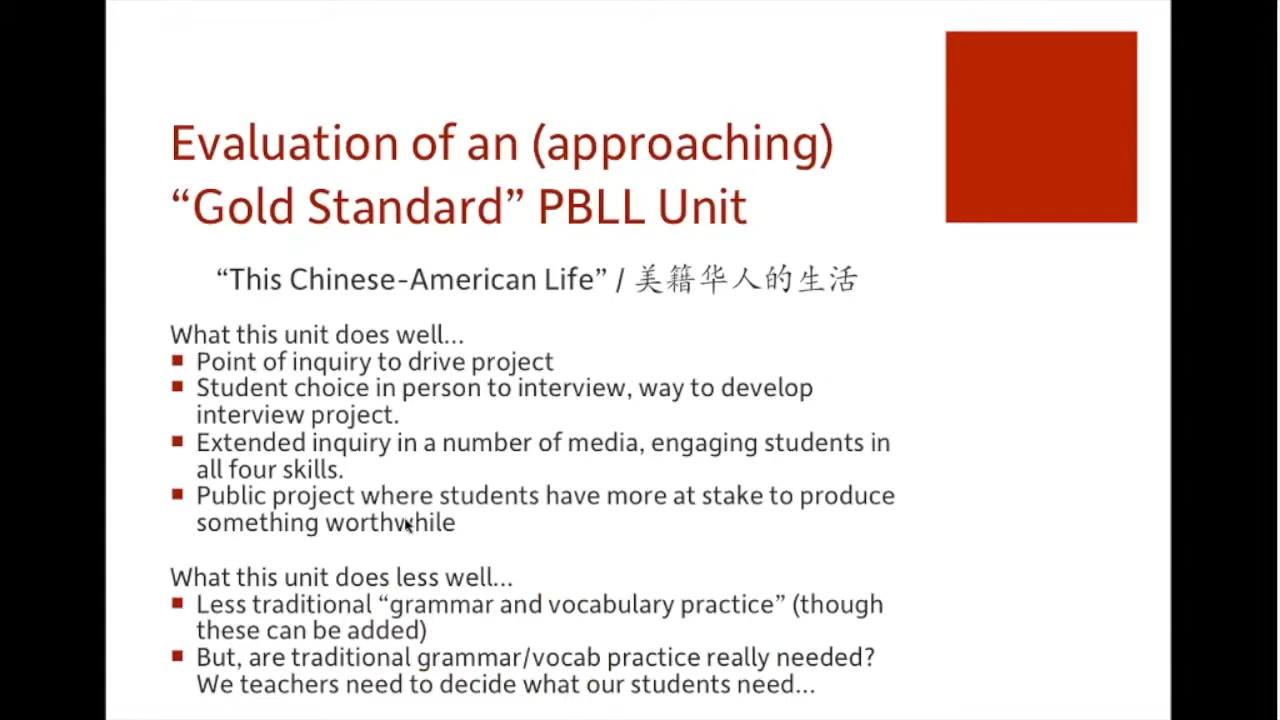 Evaluation of an (approaching)
“Gold Standard” PBLL Unit
“This Chinese-American Life” / 美籍华人的生活
What this unit does well...
Point of inquiry to drive project
Student choice in person to interview, way to develop
interview project.
Extended inquiry in a number of media, engaging students in
all four skills.
Public project where students have more at stake to produce
something worthwhile
What this unit does less well...
Less traditional “grammar and vocabulary practice” (though
these can be added)
But, are traditional grammar/vocab practice really needed?
We teachers need to decide what our students need...